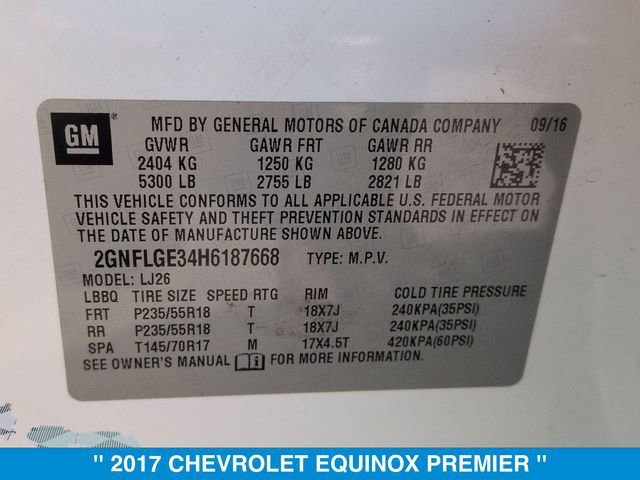 GM ® MFD BY GENERAL MOTORS OF CANADA COMPANY 09/16
GVWR GAWR FRT GAWR RR
2404 KG 1250 KG 1280 KG
5300 LB 2755 LB 2821 LB
THIS VEHICLE CONFORMS TO ALL APPLICABLE U.S. FEDERAL MOTOR
VEHICLE SAFETY AND THEFT PREVENTION STANDARDS IN EFFECT ON
THE DATE OF MANUFACTURE SHOWN ABOVE.
2GNFLGE34H6187668 TYPE: M.P.V.
MODEL: LJ26
LBBQ TIRE SIZE SPEED RTG RIM COLD TIRE PRESSURE
FRT P235/55R18 T 18X7J 240KPA(35PSI)
RR P235/55R18 T 18X7J 240KPA(35PSI)
SPA T145/70R17 M 17X4.5T 420KPA(60PSI)
SEE OWNER'S MANUAL FOR MORE INFORMATION.
" 2017 CHEVROLET EQUINOX PREMIER "